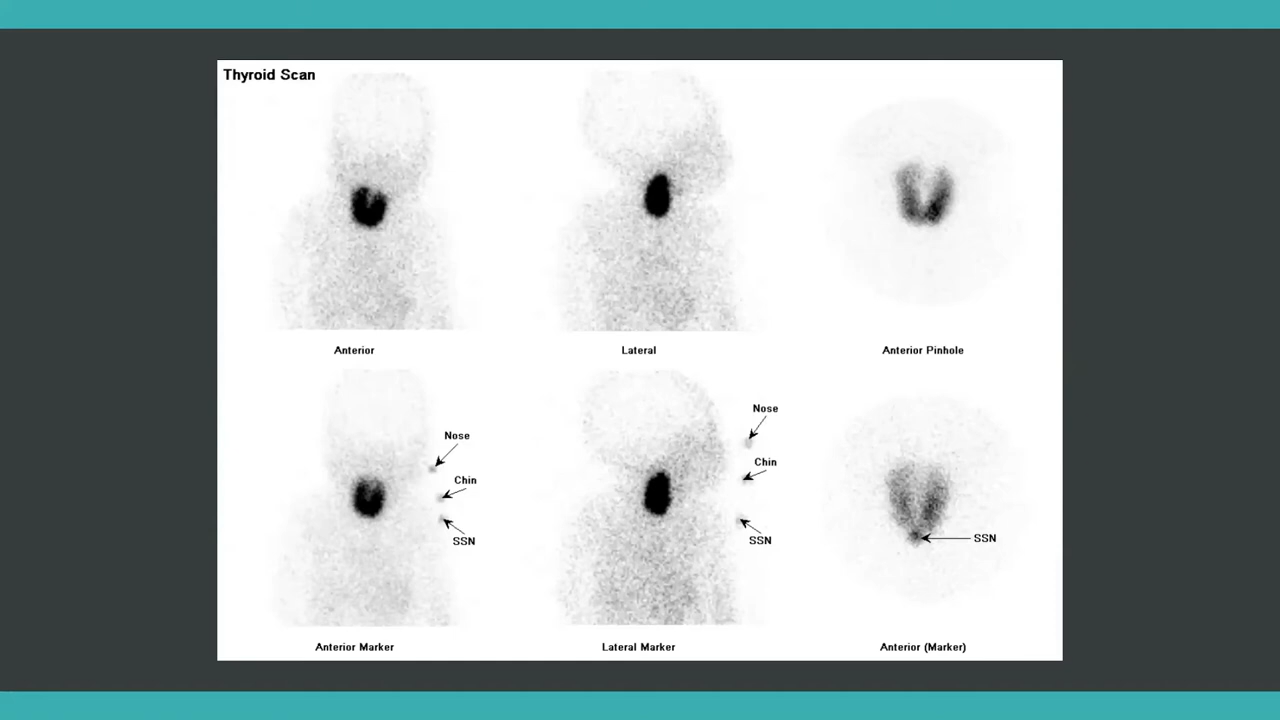 Thyroid Scan
Anterior
Lateral
Anterior Pinhole
Nose
Chin
SSN
Nose
Chin
SSN
SSN
Anterior Marker
Lateral Marker
Anterior (Marker)